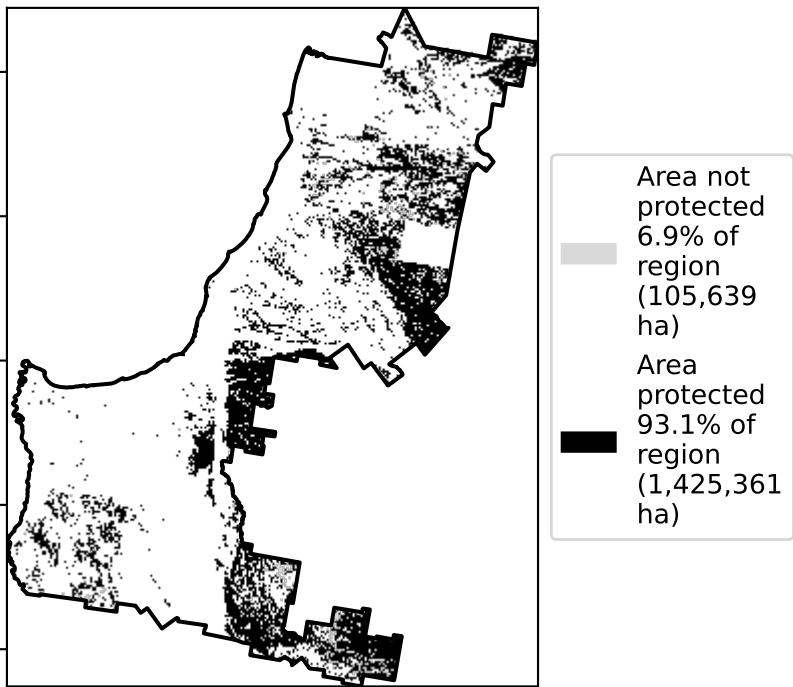 Area not
protected
6.9% of
region
(105,639
ha)
Area
protected
93.1% of
region
(1,425,361
ha)